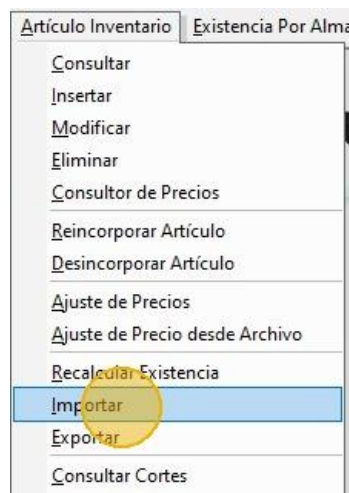 Artículo Inventario Existencia Por Alma
Consultar
Insertar
Modificar
Eliminar
Consultor de Precios
Reincorporar Artículo
Desincorporar Artículo
Ajuste de Precios
Ajuste de Precio desde Archivo
Recalcular Existencia
Importar
Exportar
Consultar Cortes